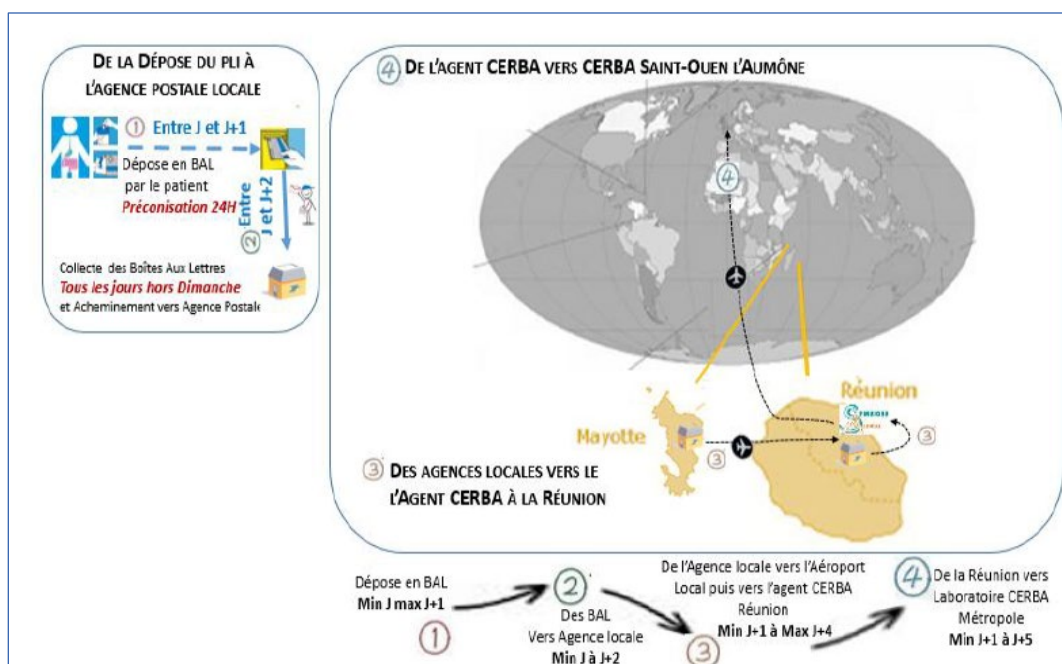 DE LA DÉPOSE DU PLI À
L'AGENCE POSTALE LOCALE
① Entre J et J+1
Dépose en BAL
par le patient
Préconisation 24H
② Entre
J et J+2
Collecte des Boîtes Aux Lettres
Tous les jours hors Dimanche
et Acheminement vers Agence Postale
④ DE L'AGENT CERBA VERS CERBA SAINT-OUEN L'AUMÔNE
④
Réunion
Mayotte
③
③
③ DES AGENCES LOCALES VERS LE
L'AGENT CERBA À LA RÉUNION
Dépose en BAL
Min J max J+1
①
②
Des BAL
Vers Agence locale
Min J à J+2
De l'Agence locale vers l'Aéroport
Local puis vers l'agent CERBA
Réunion
Min J+1 à Max J+4
③
④
De la Réunion vers
Laboratoire CERBA
Métropole
Min J+1 à J+5